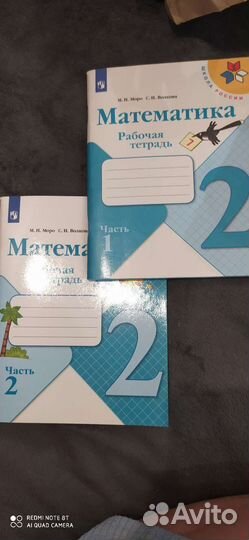 ШКОЛА РОССИИ
М. И. Моро С. И. Волкова
Математика
Рабочая
тетрадь
Часть
1
2
М. И. Моро С. И. Волкова
Матема
тетрадь
Часть
2
2
REDMI NOTE 8T
AI QUAD CAMERA
Avito